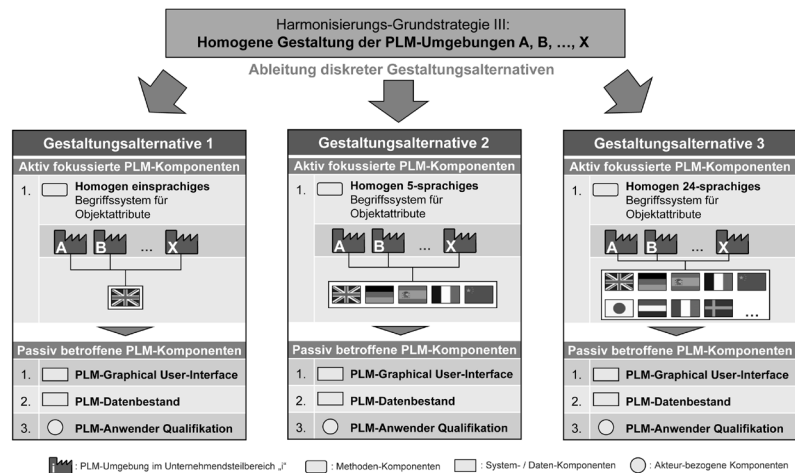 Harmonisierungs-Grundstrategie III:
Homogene Gestaltung der PLM-Umgebungen A, B, …, X
Ableitung diskreter Gestaltungsalternativen
Gestaltungsalternative 1
Aktiv fokussierte PLM-Komponenten
1. Homogen einsprachiges
Begriffssystem für
Objektattribute
A B … X
Passiv betroffene PLM-Komponenten
1. PLM-Graphical User-Interface
2. PLM-Datenbestand
3. PLM-Anwender Qualifikation
Gestaltungsalternative 2
Aktiv fokussierte PLM-Komponenten
1. Homogen 5-sprachiges
Begriffssystem für
Objektattribute
A B … X
Passiv betroffene PLM-Komponenten
1. PLM-Graphical User-Interface
2. PLM-Datenbestand
3. PLM-Anwender Qualifikation
Gestaltungsalternative 3
Aktiv fokussierte PLM-Komponenten
1. Homogen 24-sprachiges
Begriffssystem für
Objektattribute
A B … X
…
Passiv betroffene PLM-Komponenten
1. PLM-Graphical User-Interface
2. PLM-Datenbestand
3. PLM-Anwender Qualifikation
i : PLM-Umgebung im Unternehmendsteilbereich „i“ : Methoden-Komponenten : System- / Daten-Komponenten : Akteur-bezogene Komponenten